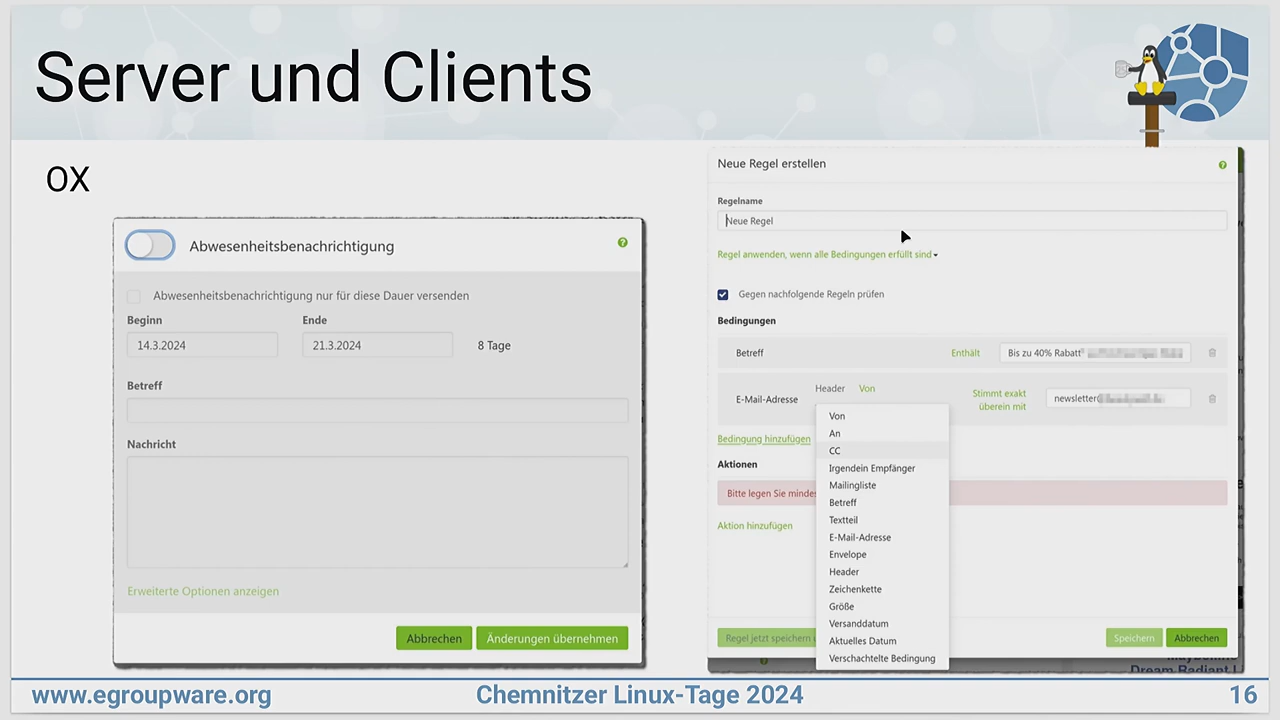 Server und Clients
OX
Abwesenheitsbenachrichtigung
Abwesenheitsbenachrichtigung nur für diese Dauer versenden
Beginn Ende
14.3.2024 21.3.2024 8 Tage
Betreff
Nachricht
Erweiterte Optionen anzeigen
Abbrechen Änderungen übernehmen
Neue Regel erstellen
Regelname
Neue Regel
Regel anwenden, wenn alle Bedingungen erfüllt sind
Gegen nachfolgende Regeln prüfen
Bedingungen
Betreff Enthält Bis zu 40% Rabatt
E-Mail-Adresse Header Von Stimmt exakt überein mit newsletter@
Bedingung hinzufügen
Von
An
CC
Irgendein Empfänger
Mailingliste
Betreff
Textteil
E-Mail-Adresse
Envelope
Header
Zeichenkette
Größe
Versanddatum
Aktuelles Datum
Verschachtelte Bedingung
Aktionen
Bitte legen Sie
Aktion hinzufügen
Regel jetzt speichern
Speichern Abbrechen
Dream Radiant
www.egroupware.org Chemnitzer Linux-Tage 2024 16